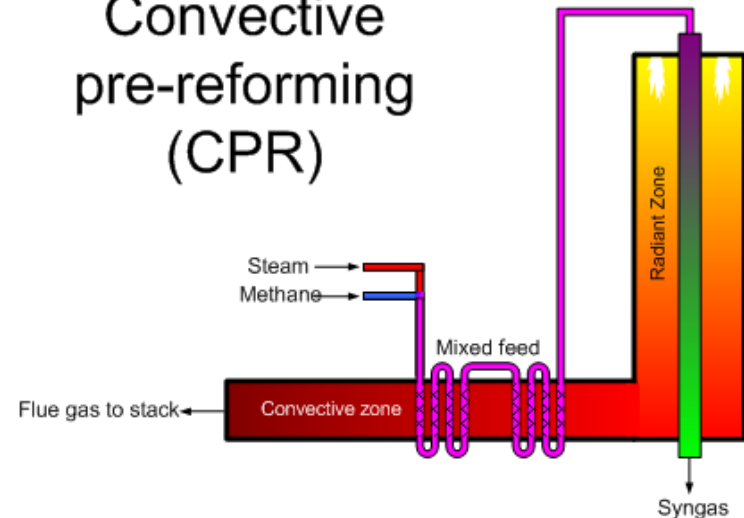 Convective
pre-reforming
(CPR)
Radiant Zone
Steam
Methane
Mixed feed
Flue gas to stack
Convective zone
Syngas